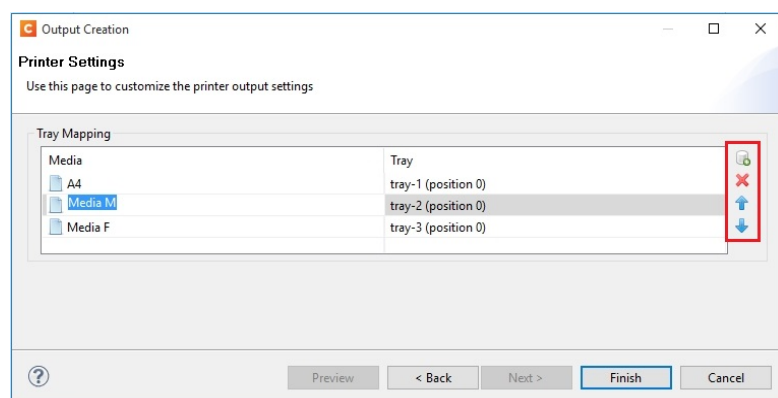 C Output Creation
Printer Settings
Use this page to customize the printer output settings
Tray Mapping
Media Tray
A4 tray-1 (position 0)
Media M tray-2 (position 0)
Media F tray-3 (position 0)
? Preview < Back Next > Finish Cancel